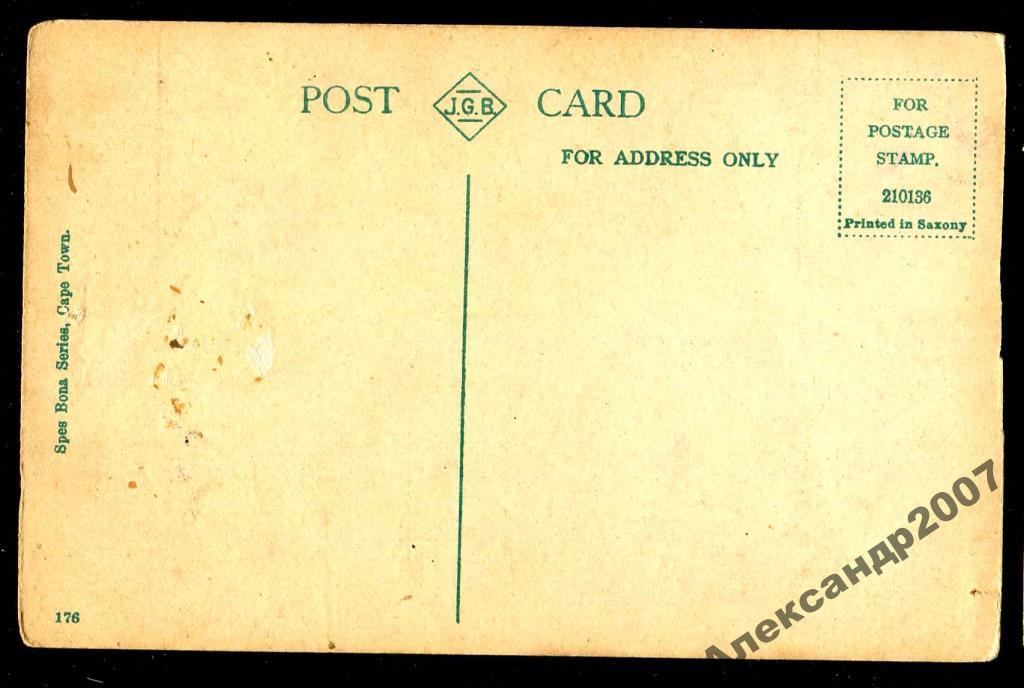 POST J.G.B. CARD
FOR ADDRESS ONLY
FOR
POSTAGE
STAMP.
210136
Printed in Saxony
Spes Bona Series, Cape Town.
176
Александр2007